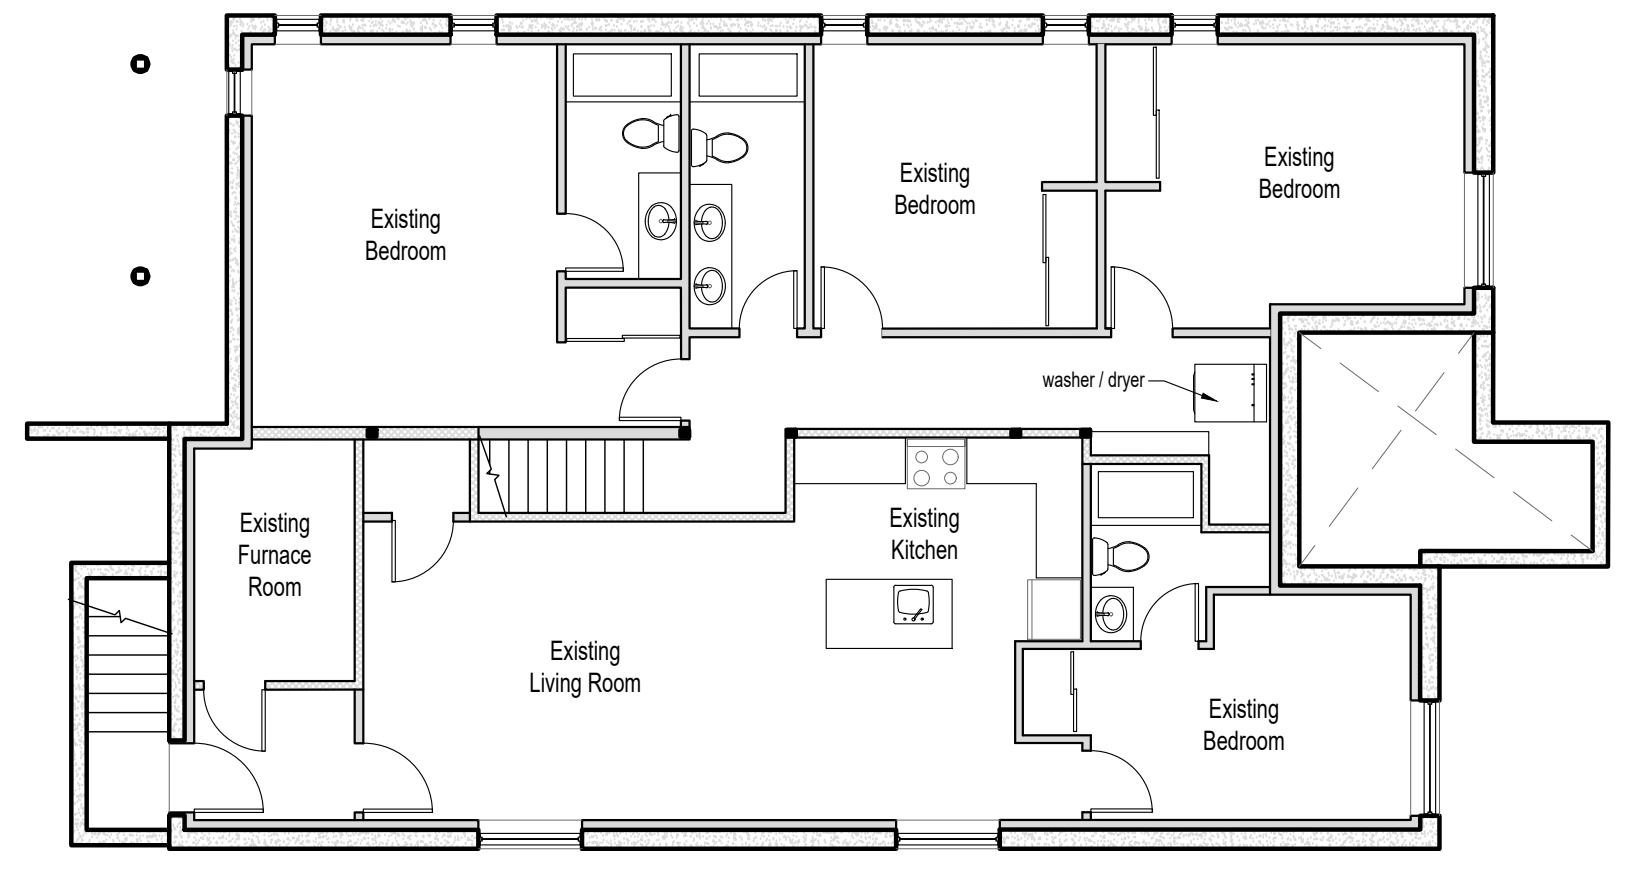 Existing
Bedroom
Existing
Bedroom
Existing
Bedroom
washer / dryer
Existing
Furnace
Room
Existing
Kitchen
Existing
Living Room
Existing
Bedroom